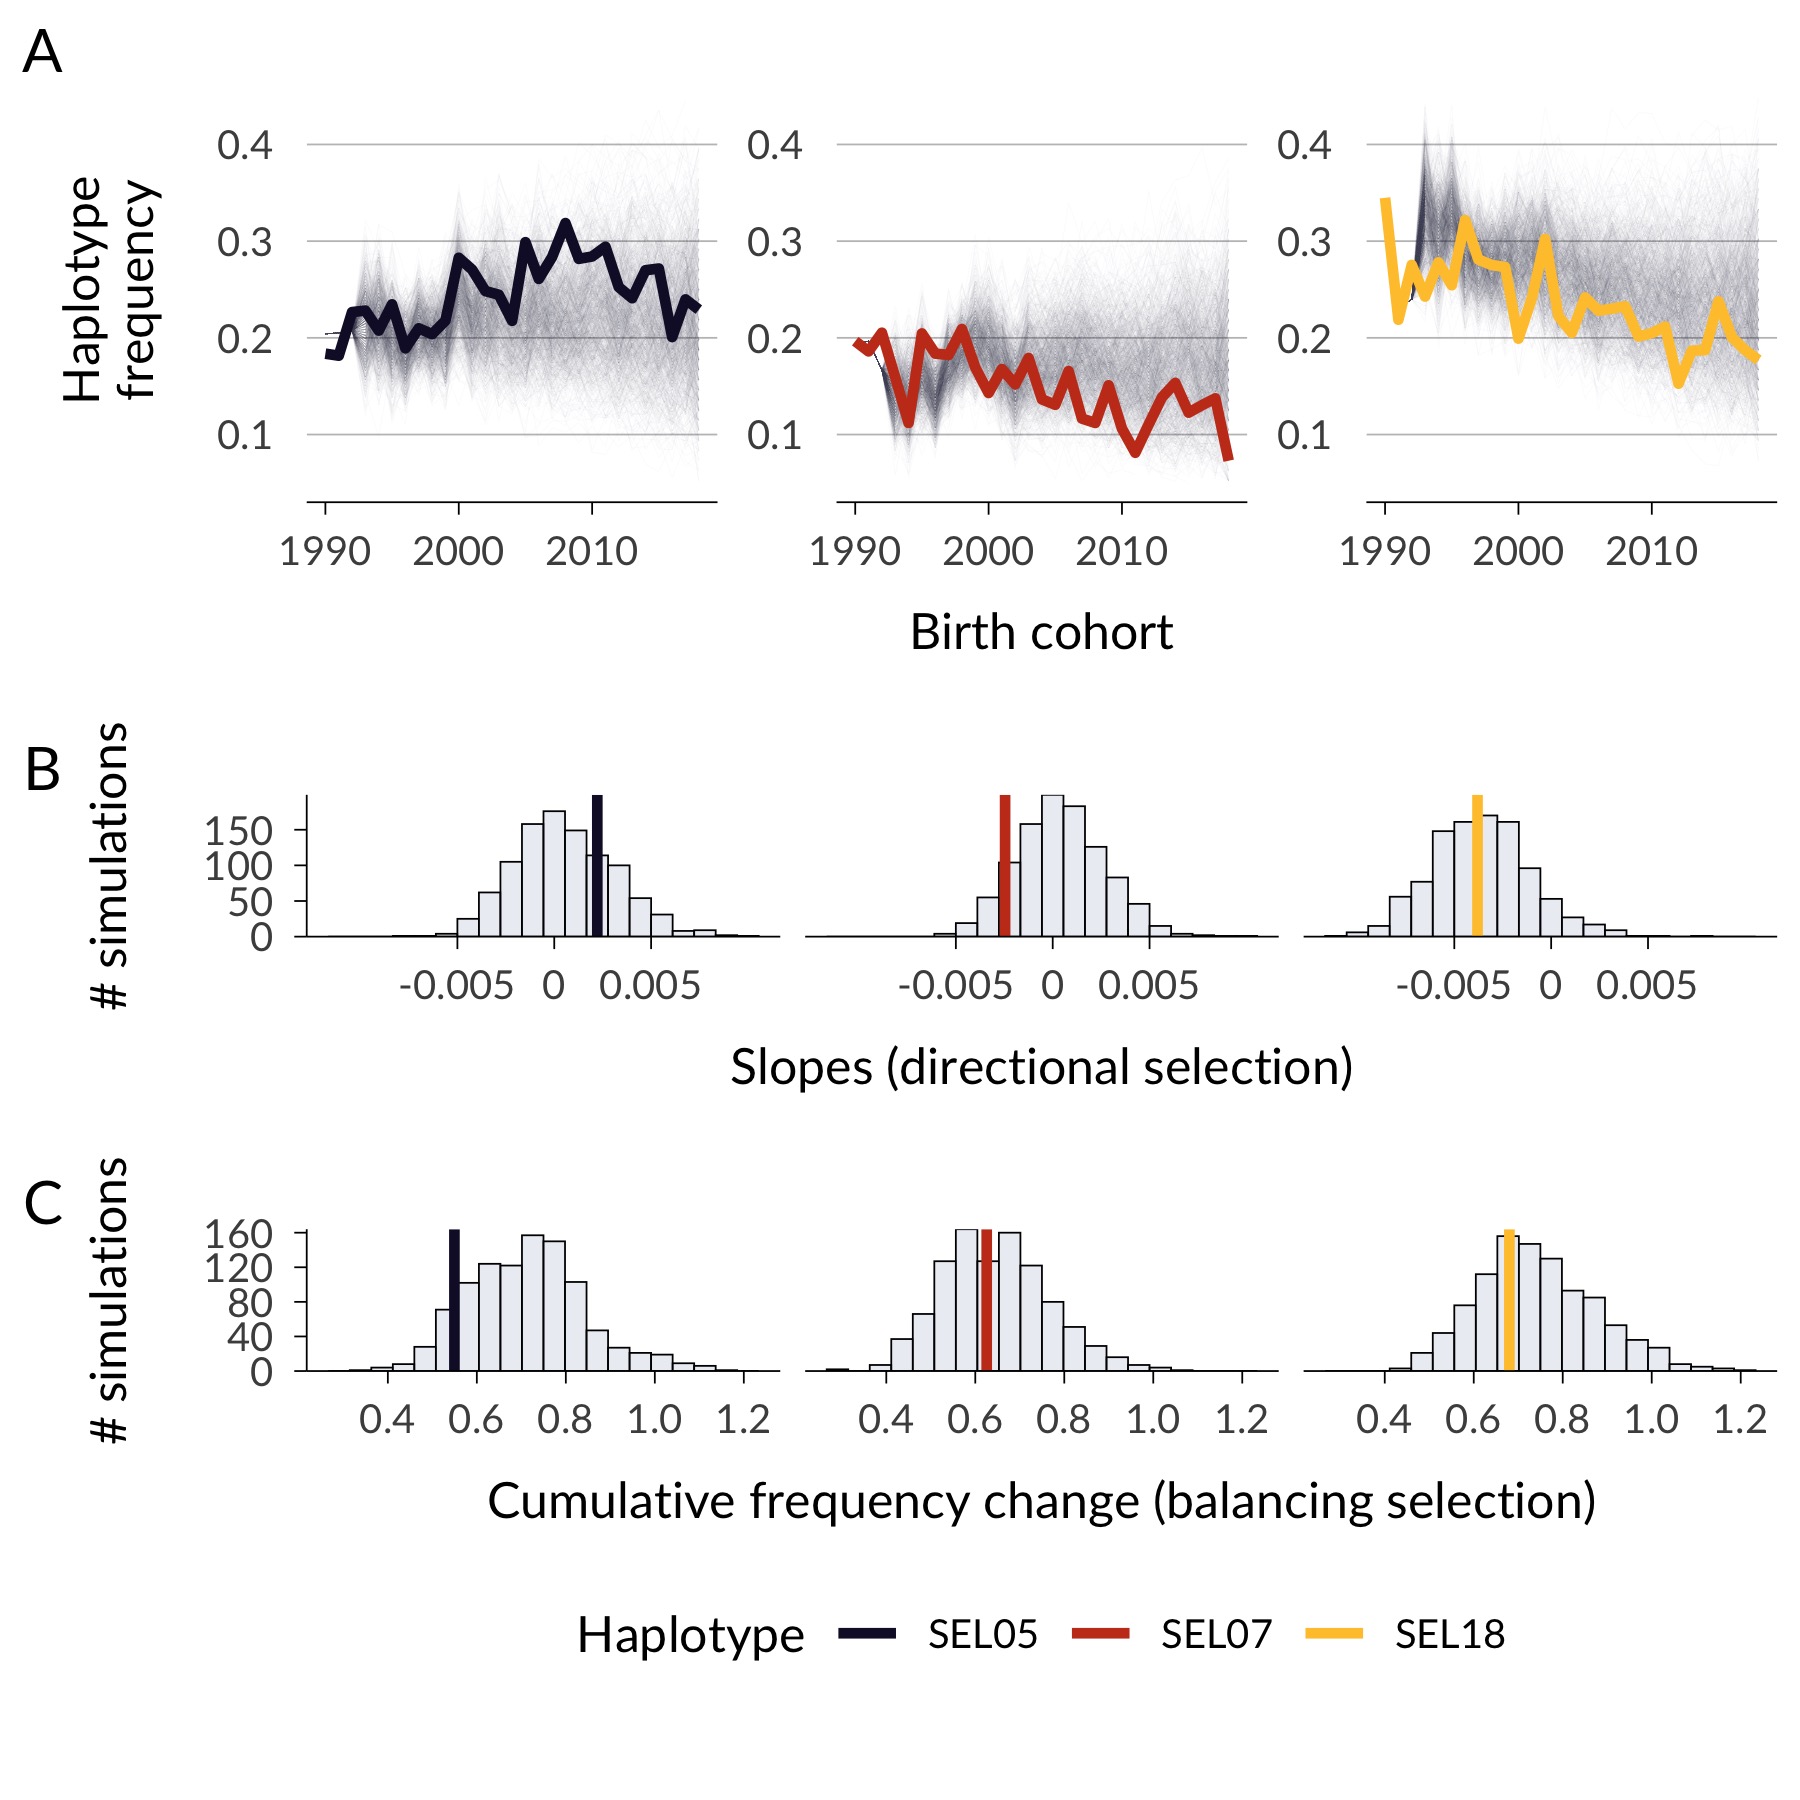 A
Haplotype
frequency
0.4 0.4 0.4
0.3 0.3 0.3
0.2 0.2 0.2
0.1 0.1 0.1
1990 2000 2010 1990 2000 2010 1990 2000 2010
Birth cohort
B
# simulations
150
100
50
0
-0.005 0 0.005 -0.005 0 0.005 -0.005 0 0.005
Slopes (directional selection)
C
# simulations
160
120
80
40
0
0.4 0.6 0.8 1.0 1.2 0.4 0.6 0.8 1.0 1.2 0.4 0.6 0.8 1.0 1.2
Cumulative frequency change (balancing selection)
Haplotype SEL05 SEL07 SEL18